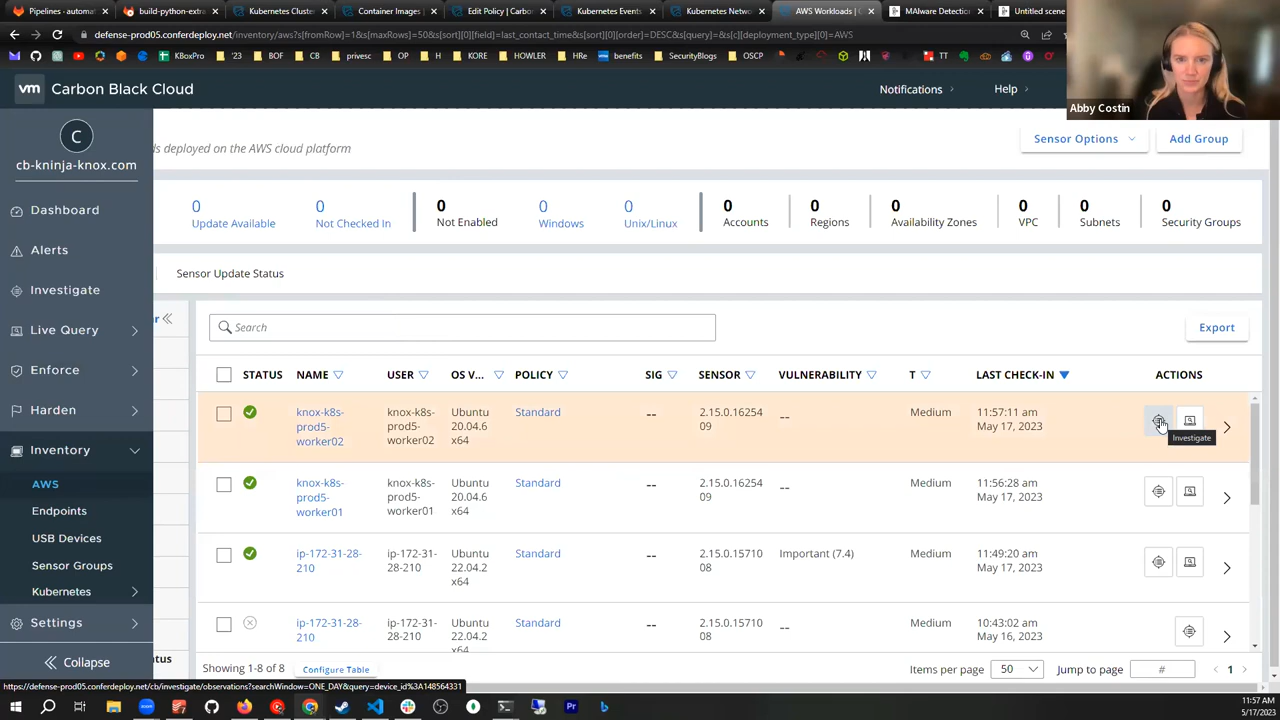 Pipelines · automat
build-python-extra
Kubernetes Cluster
Container Images |
Edit Policy | Carbo
Kubernetes Events
Kubernetes Netwo
AWS Workloads | C
MAlware Detectio
Untitled scene
defense-prod05.conferdeploy.net/inventory/aws?s[fromRow]=1&s[maxRows]=50&s[sort][0][field]=last_contact_time&s[sort][0][order]=DESC&s[query]=&s[c][deployment_type][0]=AWS
KBoxPro
'23
BOF
CB
privesc
OP
H
KORE
HOWLER
HRe
benefits
SecurityBlogs
OSCP
TT
Abby Costin
vm Carbon Black Cloud
Notifications
Help
C
cb-kninja-knox.com
ds deployed on the AWS cloud platform
Sensor Options
Add Group
Dashboard
Alerts
Investigate
Live Query
Enforce
Harden
Inventory
AWS
Endpoints
USB Devices
Sensor Groups
Kubernetes
Settings
Collapse
0 Update Available
0 Not Checked In
0 Not Enabled
0 Windows
0 Unix/Linux
0 Accounts
0 Regions
0 Availability Zones
0 VPC
0 Subnets
0 Security Groups
Sensor Update Status
Search
Export
STATUS NAME USER OS V... POLICY SIG SENSOR VULNERABILITY T LAST CHECK-IN ACTIONS
knox-k8s- knox-k8s- Ubuntu Standard -- 2.15.0.16254 -- Medium 11:57:11 am
prod5- prod5- 20.04.6 09 May 17, 2023
worker02 worker02 x64
Investigate
knox-k8s- knox-k8s- Ubuntu Standard -- 2.15.0.16254 -- Medium 11:56:28 am
prod5- prod5- 20.04.6 09 May 17, 2023
worker01 worker01 x64
ip-172-31-28- ip-172-31- Ubuntu Standard -- 2.15.0.15710 Important (7.4) Medium 11:49:20 am
210 28-210 22.04.2 08 May 17, 2023
x64
ip-172-31-28- ip-172-31- Ubuntu Standard -- 2.15.0.15710 -- Medium 10:43:02 am
210 28-210 22.04.2 08 May 16, 2023
x64
tatus
Showing 1-8 of 8
Configure Table
Items per page 50
Jump to page #
1
https://defense-prod05.conferdeploy.net/cb/investigate/observations?searchWindow=ONE_DAY&query=device_id%3A148564331
11:57 AM
5/17/2023